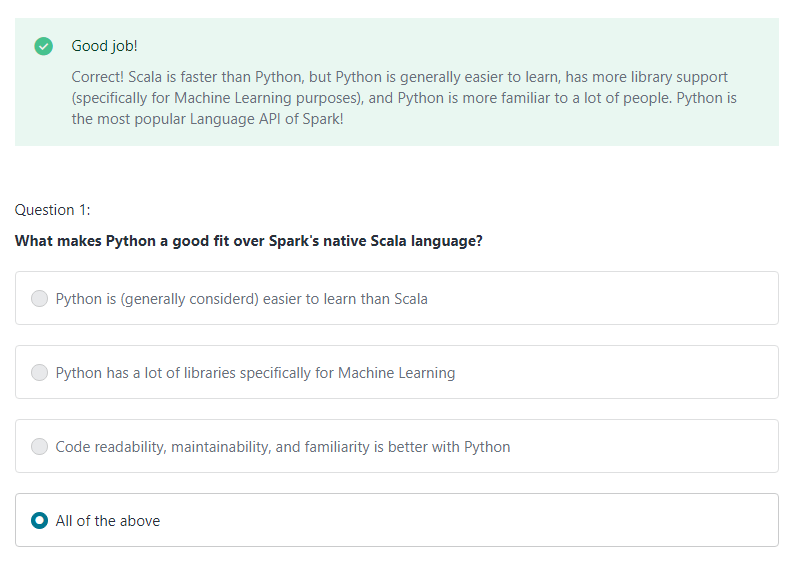 Good job!
Correct! Scala is faster than Python, but Python is generally easier to learn, has more library support
(specifically for Machine Learning purposes), and Python is more familiar to a lot of people. Python is
the most popular Language API of Spark!
Question 1:
What makes Python a good fit over Spark's native Scala language?
Python is (generally considerd) easier to learn than Scala
Python has a lot of libraries specifically for Machine Learning
Code readability, maintainability, and familiarity is better with Python
All of the above